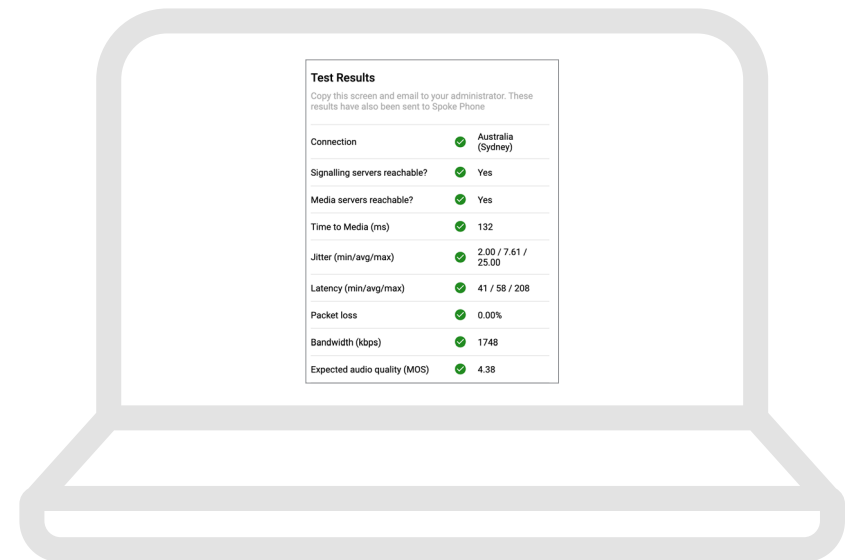 Test Results
Copy this screen and email to your administrator. These
results have also been sent to Spoke Phone
Connection
Australia
(Sydney)
Signalling servers reachable? Yes
Media servers reachable? Yes
Time to Media (ms) 132
Jitter (min/avg/max)
2.00 / 7.61 /
25.00
Latency (min/avg/max) 41 / 58 / 208
Packet loss 0.00%
Bandwidth (kbps) 1748
Expected audio quality (MOS) 4.38